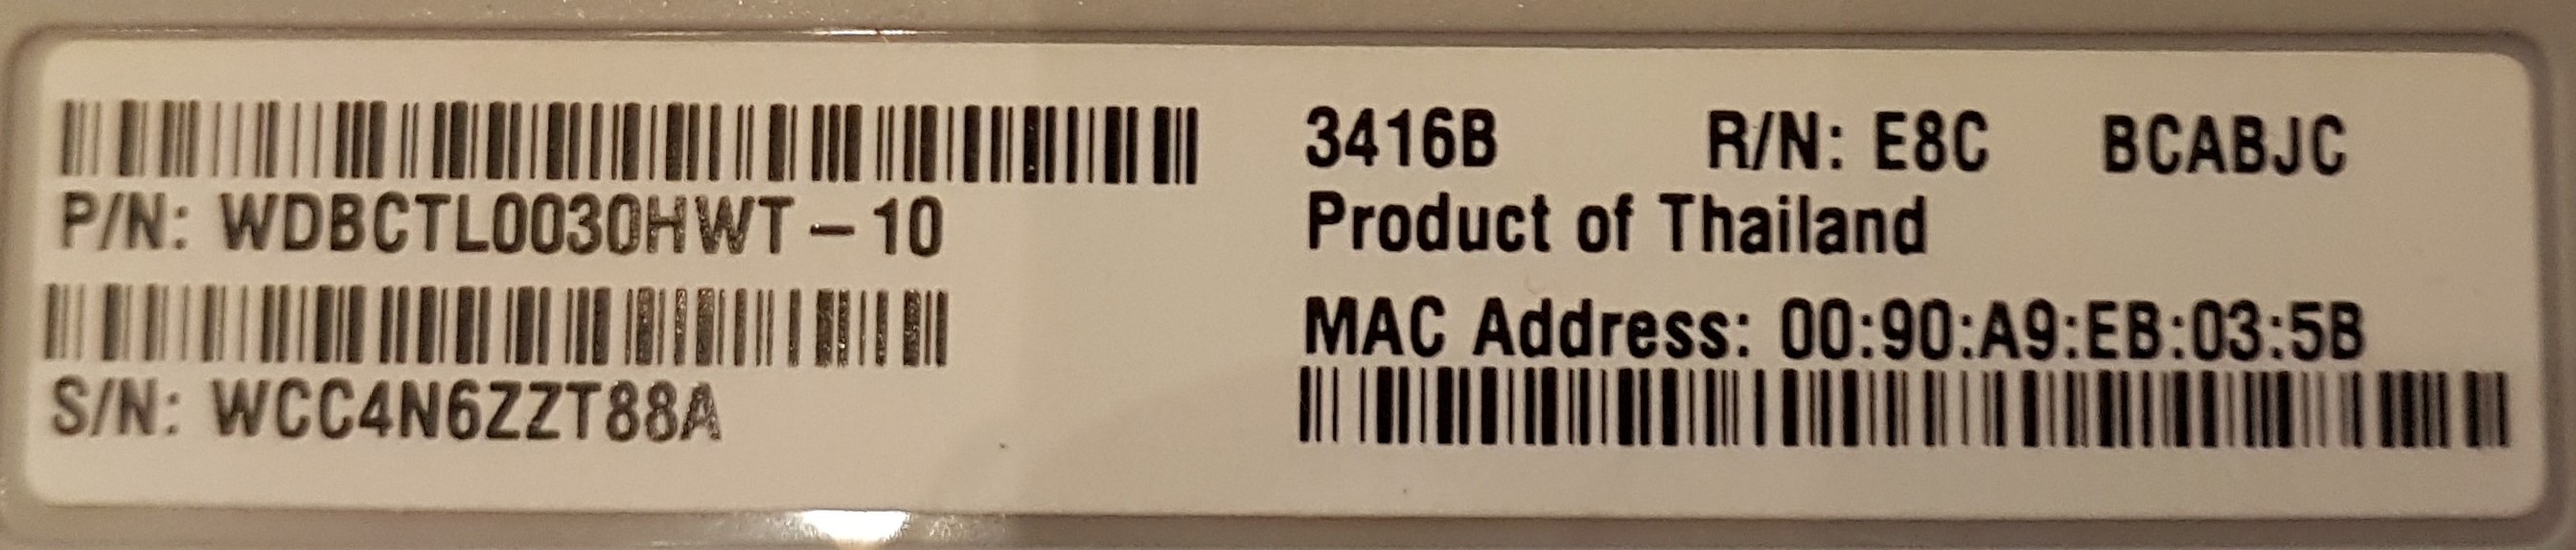 P/N: WDBCTL0030HWT – 10
S/N: WCC4N6ZZT88A
3416B R/N: E8C BCABJC
Product of Thailand
MAC Address: 00:90:A9:EB:03:5B